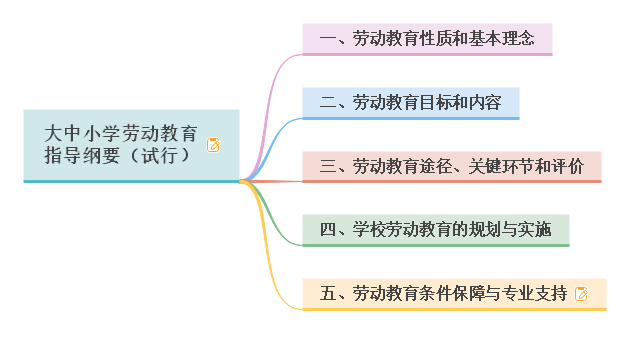 大中小学劳动教育
指导纲要（试行）
一、劳动教育性质和基本理念
二、劳动教育目标和内容
三、劳动教育途径、关键环节和评价
四、学校劳动教育的规划与实施
五、劳动教育条件保障与专业支持